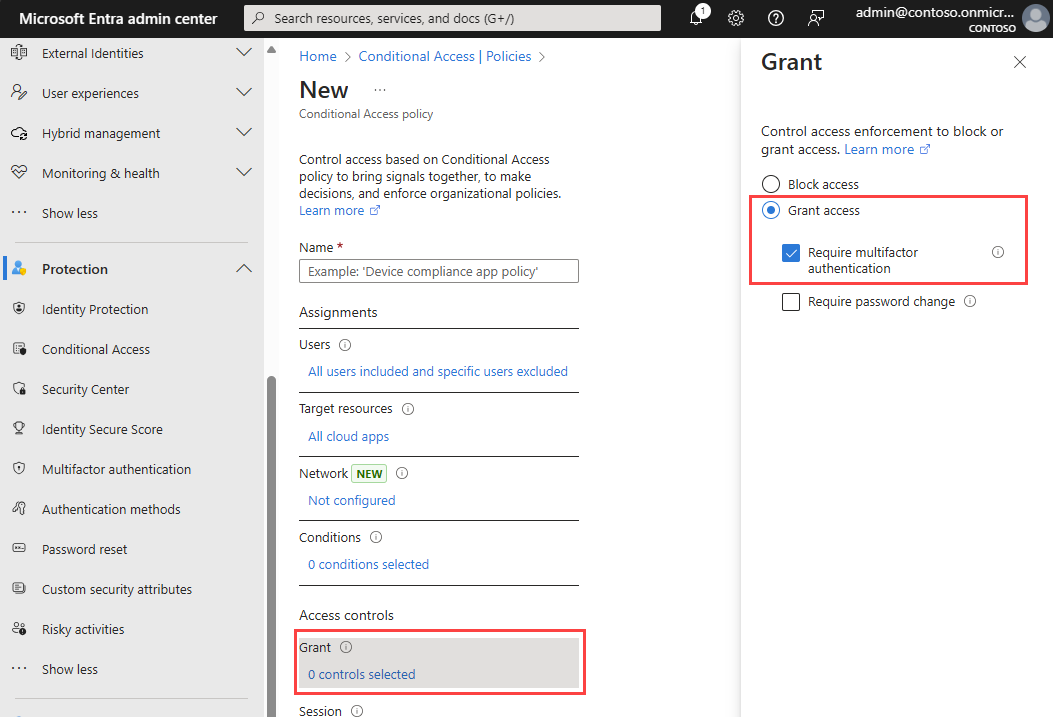 Microsoft Entra admin center
Search resources, services, and docs (G+/)
1
admin@contoso.onmicr...
CONTOSO
External Identities
User experiences
Hybrid management
Monitoring & health
Show less
Protection
Identity Protection
Conditional Access
Security Center
Identity Secure Score
Multifactor authentication
Authentication methods
Password reset
Custom security attributes
Risky activities
Show less
Home > Conditional Access | Policies >
New ...
Conditional Access policy
Control access based on Conditional Access
policy to bring signals together, to make
decisions, and enforce organizational policies.
Learn more
Name *
Example: 'Device compliance app policy'
Assignments
Users
All users included and specific users excluded
Target resources
All cloud apps
Network NEW
Not configured
Conditions
0 conditions selected
Access controls
Grant
0 controls selected
Session
Grant
Control access enforcement to block or
grant access. Learn more
Block access
Grant access
Require multifactor
authentication
Require password change